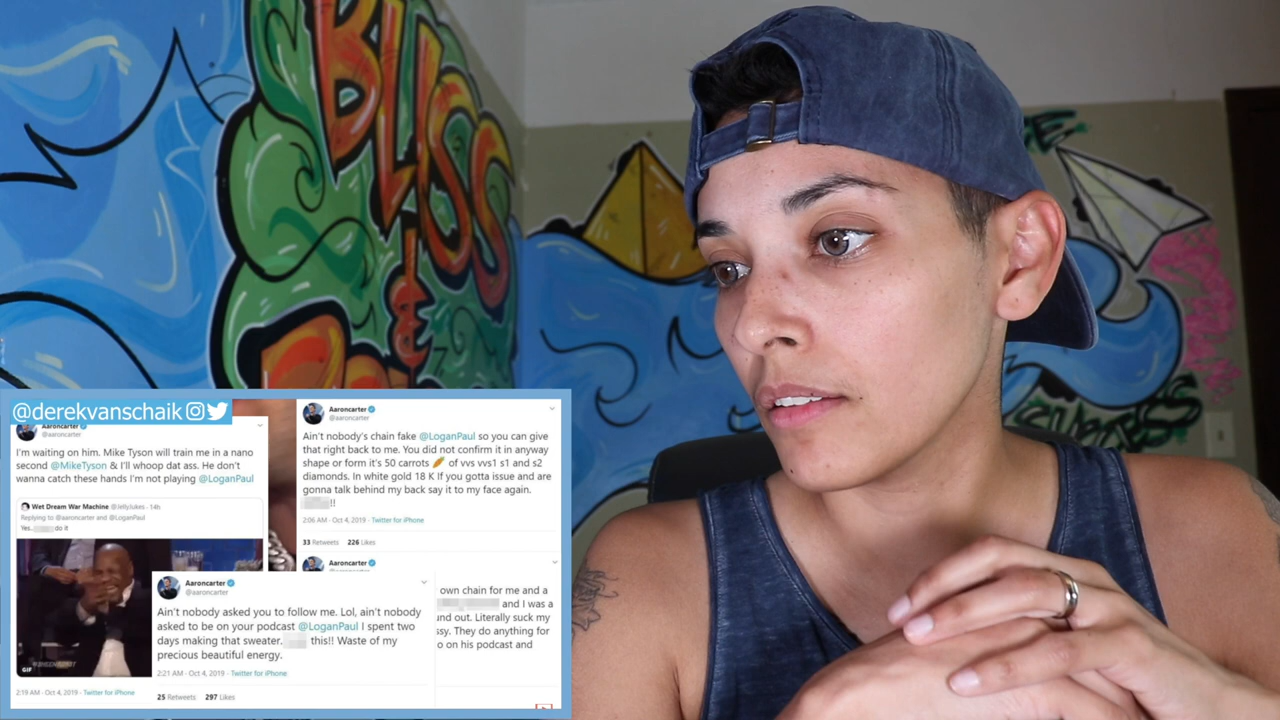 BLISS
&
@derekvanschaik
Aaroncarter
@aaroncarter
I'm waiting on him. Mike Tyson will train me in a nano
second @MikeTyson & I'll whoop dat ass. He don't
wanna catch these hands I'm not playing @LoganPaul
Wet Dream War Machine @JellyJukes · 14h
Replying to @aaroncarter and @LoganPaul
Yes. do it
GIF
2:19 AM · Oct 4, 2019 · Twitter for iPhone
Aaroncarter
@aaroncarter
Ain't nobody's chain fake @LoganPaul so you can give
that right back to me. You did not confirm it in anyway
shape or form it's 50 carrots 🥕 of vvs vvs1 s1 and s2
diamonds. In white gold 18 K If you gotta issue and are
gonna talk behind my back say it to my face again.
!!
2:06 AM · Oct 4, 2019 · Twitter for iPhone
33 Retweets 226 Likes
Aaroncarter
own chain for me and a
and I was a
und out. Literally suck my
ssy. They do anything for
o on his podcast and
Aaroncarter
@aaroncarter
Ain't nobody asked you to follow me. Lol, ain't nobody
asked to be on your podcast @LoganPaul I spent two
days making that sweater. this!! Waste of my
precious beautiful energy.
2:21 AM · Oct 4, 2019 · Twitter for iPhone
25 Retweets 297 Likes